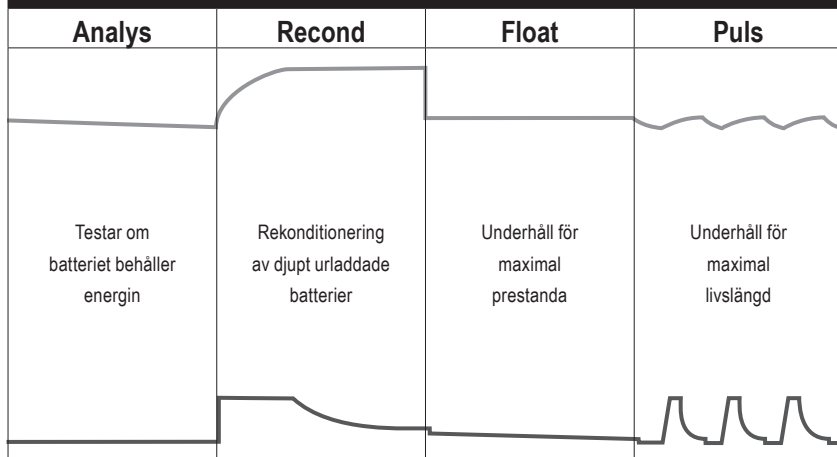 Analys
Recond
Float
Puls
Testar om
batteriet behåller
energin
Rekonditionering
av djupt urladdade
batterier
Underhåll för
maximal
prestanda
Underhåll för
maximal
livslängd